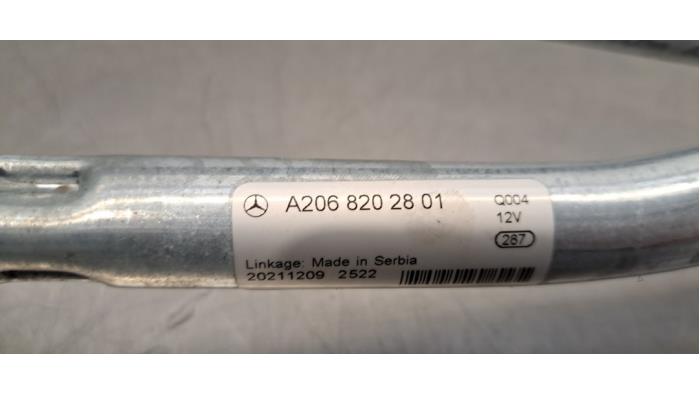 A206 820 28 01
Q004
12V
287
Linkage: Made in Serbia
20211209 2522